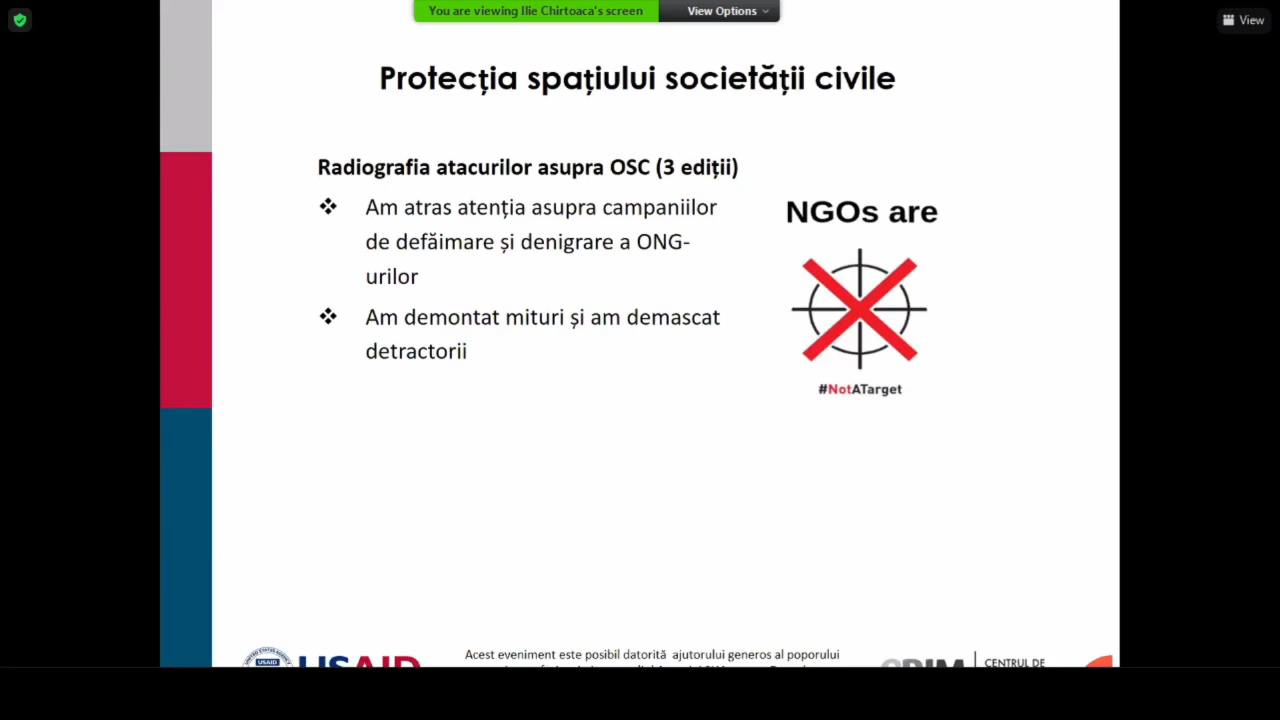 You are viewing Ilie Chirtoaca's screen
View Options
View
Protecția spațiului societății civile
Radiografia atacurilor asupra OSC (3 ediții)
Am atras atenția asupra campaniilor
de defăimare și denigrare a ONG-
urilor
Am demontat mituri și am demascat
detractorii
NGOs are
#NotATarget
USAID
USAID
Acest eveniment este posibil datorită ajutorului generos al poporului
CENTRUL DE